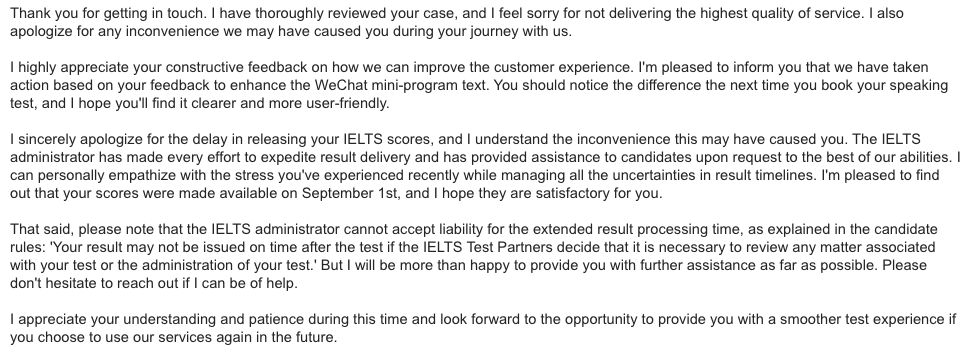 Thank you for getting in touch. I have thoroughly reviewed your case, and I feel sorry for not delivering the highest quality of service. I also
apologize for any inconvenience we may have caused you during your journey with us.
I highly appreciate your constructive feedback on how we can improve the customer experience. I'm pleased to inform you that we have taken
action based on your feedback to enhance the WeChat mini-program text. You should notice the difference the next time you book your speaking
test, and I hope you'll find it clearer and more user-friendly.
I sincerely apologize for the delay in releasing your IELTS scores, and I understand the inconvenience this may have caused you. The IELTS
administrator has made every effort to expedite result delivery and has provided assistance to candidates upon request to the best of our abilities. I
can personally empathize with the stress you've experienced recently while managing all the uncertainties in result timelines. I'm pleased to find
out that your scores were made available on September 1st, and I hope they are satisfactory for you.
That said, please note that the IELTS administrator cannot accept liability for the extended result processing time, as explained in the candidate
rules: 'Your result may not be issued on time after the test if the IELTS Test Partners decide that it is necessary to review any matter associated
with your test or the administration of your test.' But I will be more than happy to provide you with further assistance as far as possible. Please
don't hesitate to reach out if I can be of help.
I appreciate your understanding and patience during this time and look forward to the opportunity to provide you with a smoother test experience if
you choose to use our services again in the future.